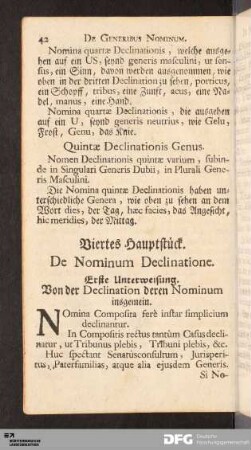 42 DE GENERIBUS NOMINUM.
Nomina quartæ Declinationis, welche ausge-
hen auf ein US, seynd generis masculini, ut sen-
sus, ein Sinn, davon werden ausgenommen, wie
oben in der dritten Declination zu sehen, porticus,
ein Schopff, tribus, eine Zunfft, acus, eine Na-
del, manus, eine Hand.
Nomina quartæ Declinationis, die ausgehen
auf ein U, seynd generis neutrius, wie Gelu,
Frost, Genu, das Knie.
Quintæ Declinationis Genus.
Nomen Declinationis quintæ varium, subin-
de in Singulari Generis Dubii, in Plurali Gene-
ris Masculini.
Die Nomina quintæ Declinationis haben un-
terschiedliche Genera, wie oben zu sehen an dem
Wort dies, der Tag, hæc facies, das Angesicht,
hic meridies, der Mittag.
Viertes Hauptstück.
De Nominum Declinatione.
Erste Unterweisung.
Von der Declination deren Nominum
insgemein.
NOmina Composita ferè instar simplicium
declinantur.
In Compositis rectus tantùm Casus decli-
natur, ut Tribunus plebis, Tribuni plebis, &c.
Huc spectant Senatûsconsultum, Jurisperi-
tus, Paterfamilias, atque alia ejusdem Generis.
Si No-
DFG Deutsche
Forschungsgemeinschaft